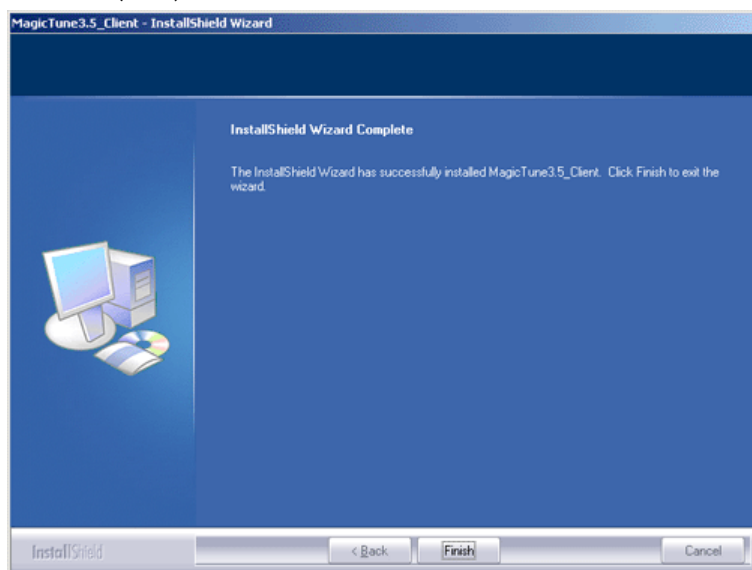 MagicTune3.5_Client - InstallShield Wizard
InstallShield Wizard Complete
The InstallShield Wizard has successfully installed MagicTune3.5_Client. Click Finish to exit the
wizard.
InstallShield
< Back
Finish
Cancel